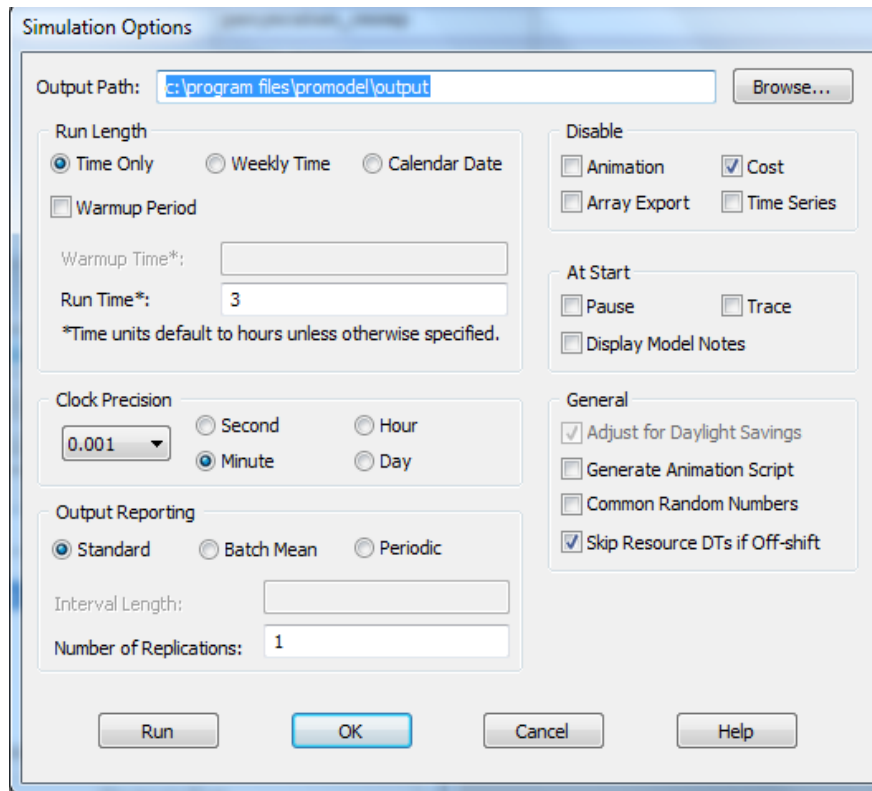 Simulation Options
Output Path: c:\program files\promodel\output Browse...
Run Length
Time Only Weekly Time Calendar Date
Warmup Period
Warmup Time*:
Run Time*: 3
*Time units default to hours unless otherwise specified.
Disable
Animation Cost
Array Export Time Series
At Start
Pause Trace
Display Model Notes
Clock Precision
0.001 Second Hour
Minute Day
General
Adjust for Daylight Savings
Generate Animation Script
Common Random Numbers
Skip Resource DTs if Off-shift
Output Reporting
Standard Batch Mean Periodic
Interval Length:
Number of Replications: 1
Run OK Cancel Help